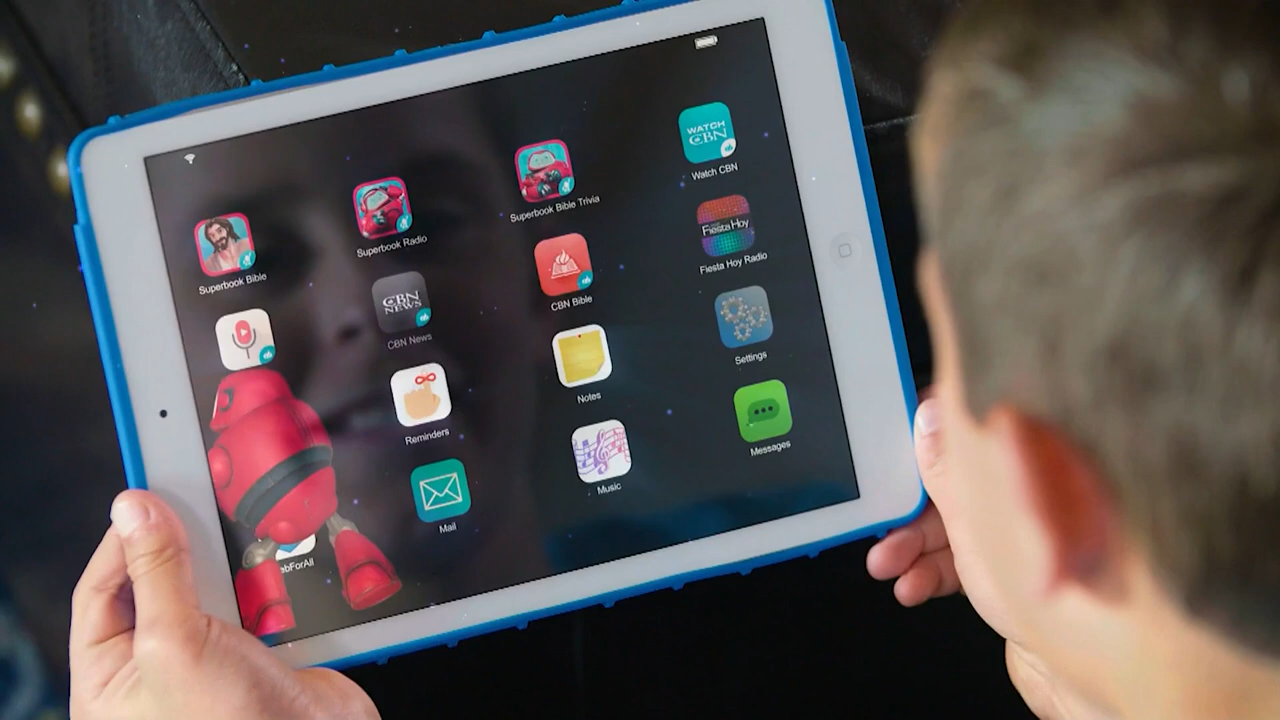 WATCH
CBN
Watch CBN
Superbook Bible Trivia
Superbook Radio
Superbook Bible
Fiesta Hoy
Fiesta Hoy Radio
CBN Bible
CBN
NEWS
CBN News
Settings
Notes
Reminders
Messages
Music
Mail
ebForAll